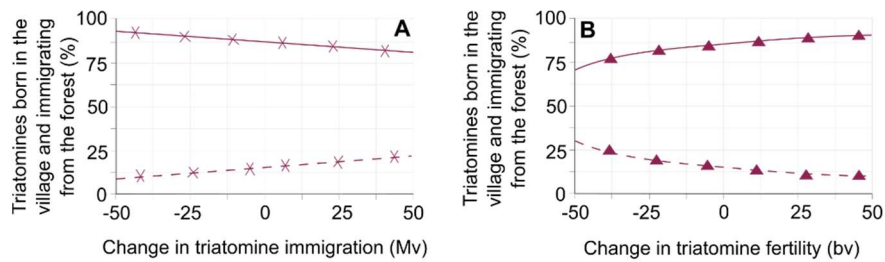 A
Triatomines born in the
village and immigrating
from the forest (%)
100
75
50
25
0
-50
-25
0
25
50
Change in triatomine immigration (Mv)
B
Triatomines born in the
village and immigrating
from the forest (%)
100
75
50
25
0
-50
-25
0
25
50
Change in triatomine fertility (bv)